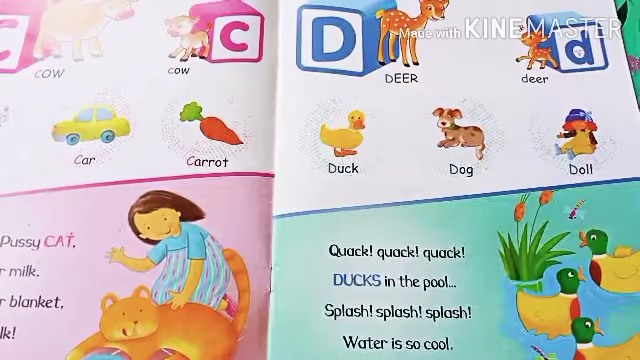 Made with KINEMASTER
C
C
COW
cow
Car
Carrot
Pussy CAT,
r milk.
r blanket,
lk!
D
d
DEER
deer
Duck
Dog
Doll
Quack! quack! quack!
DUCKS in the pool...
Splash! splash! splash!
Water is so cool.